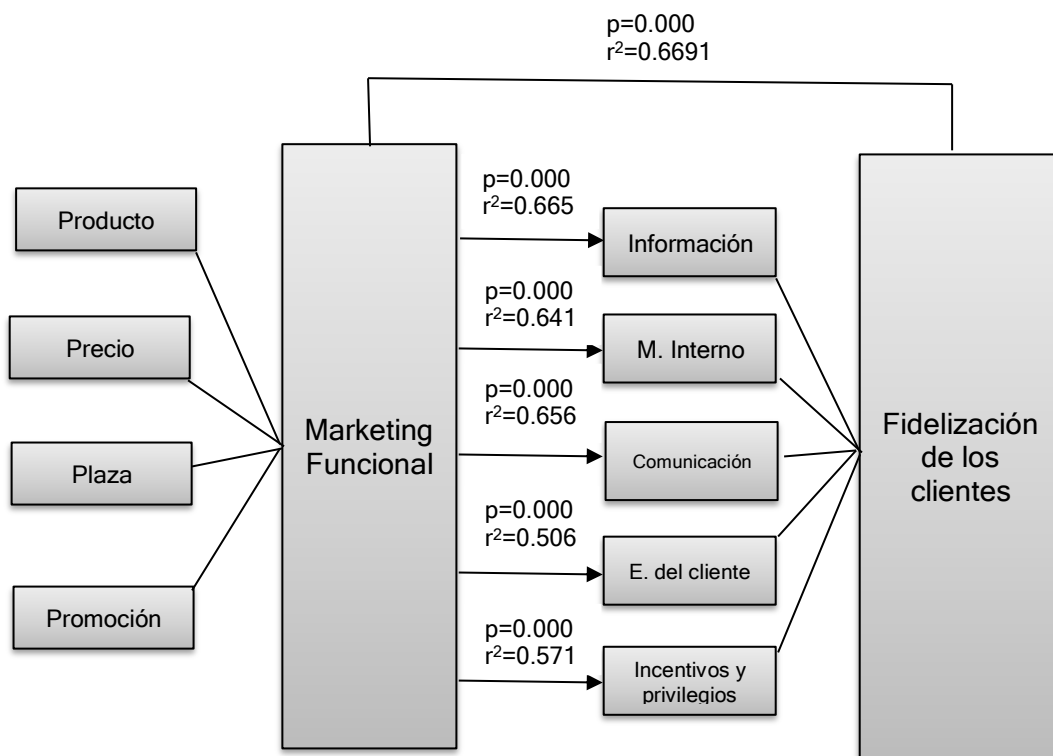 p=0.000
r²=0.6691
Producto
Precio
Plaza
Promoción
Marketing
Funcional
p=0.000
r²=0.665
Información
p=0.000
r²=0.641
M. Interno
p=0.000
r²=0.656
Comunicación
p=0.000
r²=0.506
E. del cliente
p=0.000
r²=0.571
Incentivos y
privilegios
Fidelización
de los
clientes